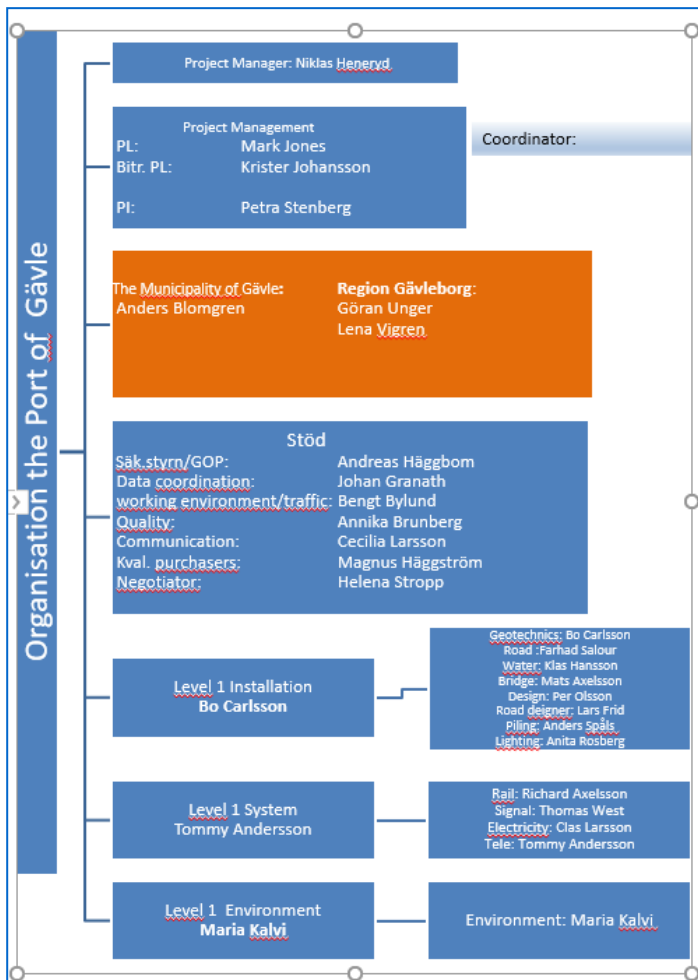 Organisation the Port of Gävle
Project Manager: Niklas Heneryd
Project Management
PL: Mark Jones
Bitr. PL: Krister Johansson
PI: Petra Stenberg
Coordinator:
The Municipality of Gävle: Region Gävleborg:
Anders Blomgren Göran Unger
Lena Vigren
Stöd
Säk.styrn/GOP: Andreas Häggbom
Data coordination: Johan Granath
working environment/traffic: Bengt Bylund
Quality: Annika Brunberg
Communication: Cecilia Larsson
Kval. purchasers: Magnus Häggström
Negotiator: Helena Stropp
Level 1 Installation
Bo Carlsson
Geotechnics: Bo Carlsson
Road :Farhad Salour
Water: Klas Hansson
Bridge: Mats Axelsson
Design: Per Olsson
Road deigner: Lars Frid
Piling: Anders Spåls
Lighting: Anita Rosberg
Level 1 System
Tommy Andersson
Rail: Richard Axelsson
Signal: Thomas West
Electricity: Clas Larsson
Tele: Tommy Andersson
Level 1 Environment
Maria Kalvi
Environment: Maria Kalvi